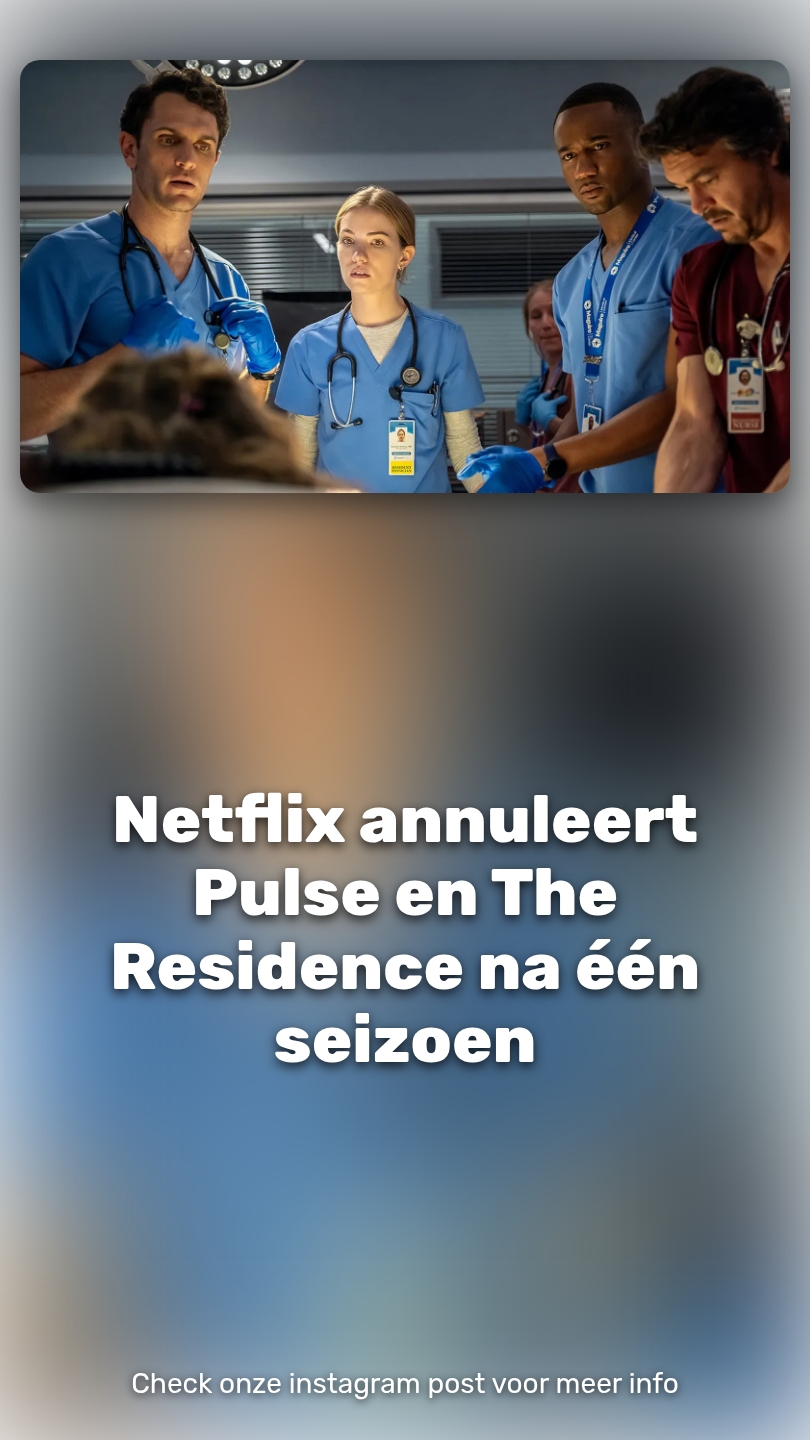 Netflix annuleert
Pulse en The
Residence na één
seizoen
Check onze instagram post voor meer info